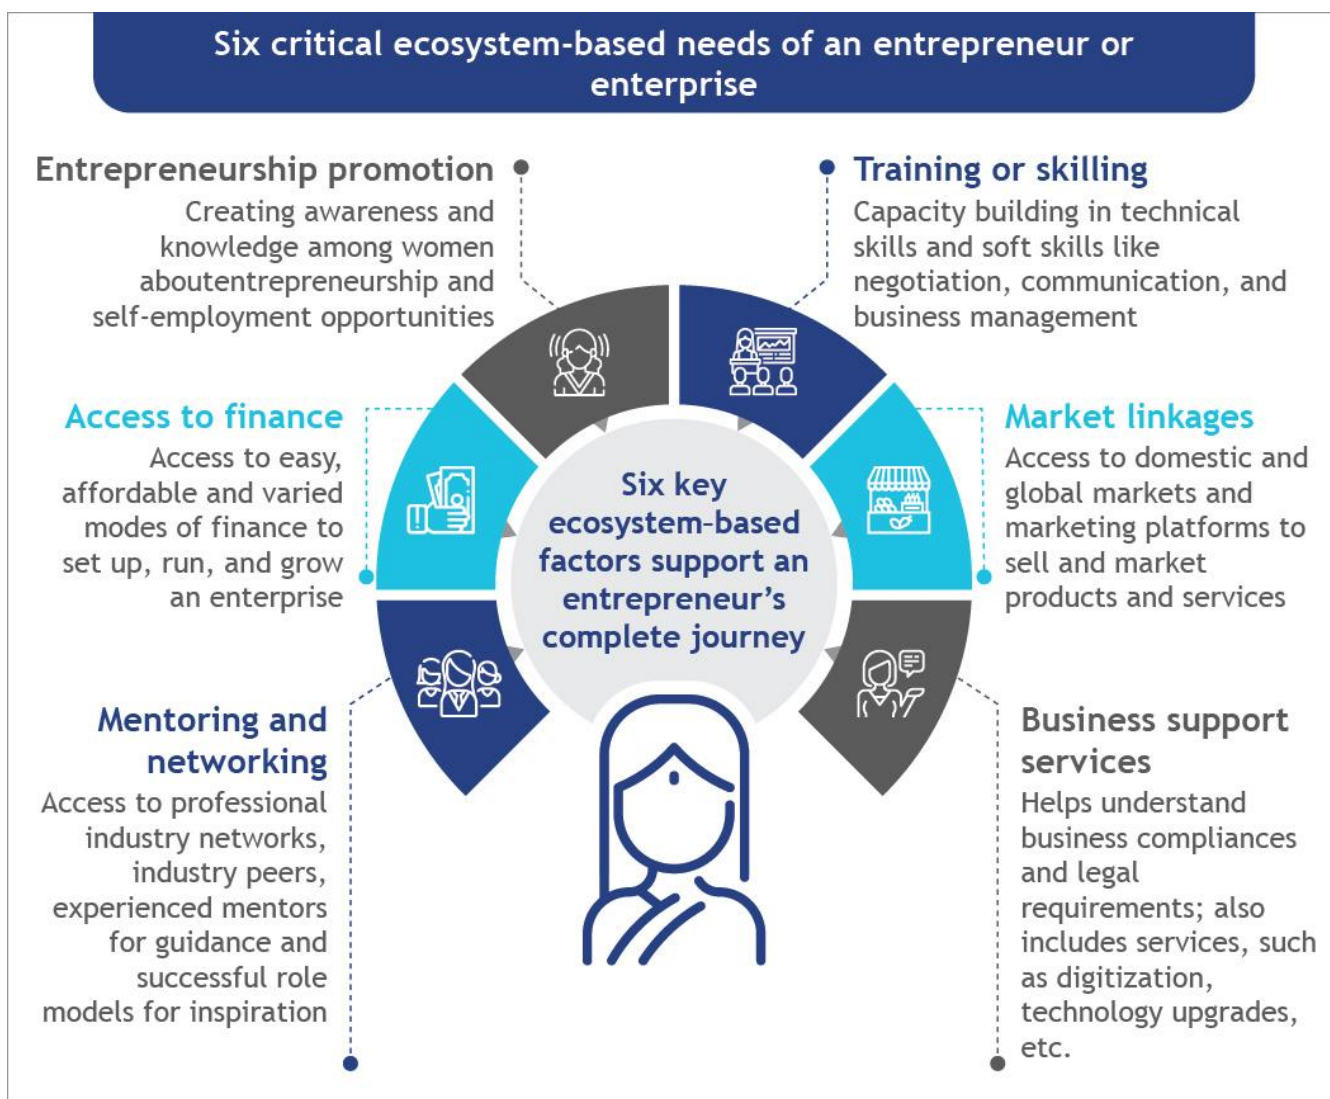 Six critical ecosystem-based needs of an entrepreneur or
enterprise
Entrepreneurship promotion
Creating awareness and
knowledge among women
aboutentrepreneurship and
self-employment opportunities
Training or skilling
Capacity building in technical
skills and soft skills like
negotiation, communication, and
business management
Access to finance
Access to easy,
affordable and varied
modes of finance to
set up, run, and grow
an enterprise
Market linkages
Access to domestic and
global markets and
marketing platforms to
sell and market
products and services
Six key
ecosystem-based
factors support an
entrepreneur’s
complete journey
Mentoring and
networking
Access to professional
industry networks,
industry peers,
experienced mentors
for guidance and
successful role
models for inspiration
Business support
services
Helps understand
business compliances
and legal
requirements; also
includes services, such
as digitization,
technology upgrades,
etc.